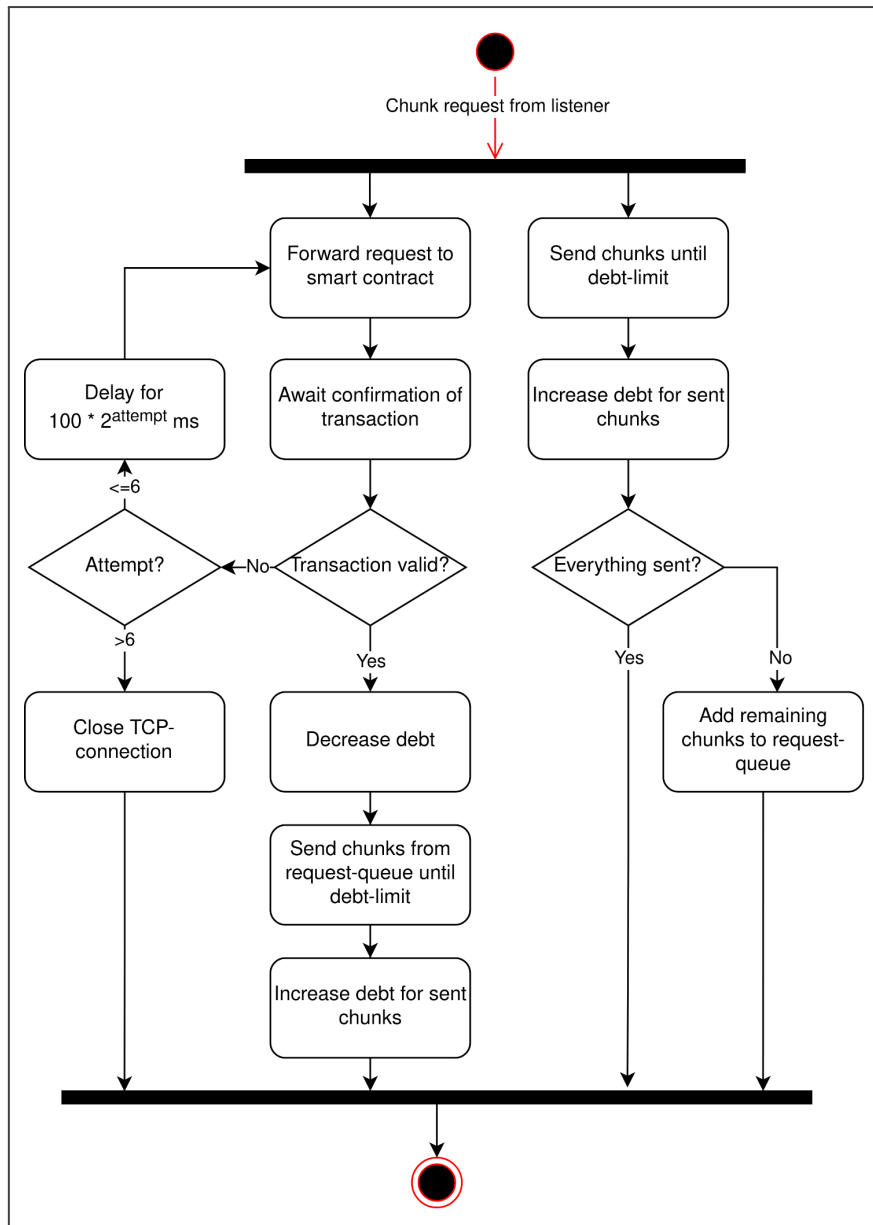 Chunk request from listener
Forward request to
smart contract
Send chunks until
debt-limit
Delay for
100 * 2^attempt ms
Await confirmation of
transaction
Increase debt for sent
chunks
<=6
Attempt?
No
Transaction valid?
Everything sent?
>6
Yes
Yes
No
Close TCP-
connection
Decrease debt
Add remaining
chunks to request-
queue
Send chunks from
request-queue until
debt-limit
Increase debt for sent
chunks